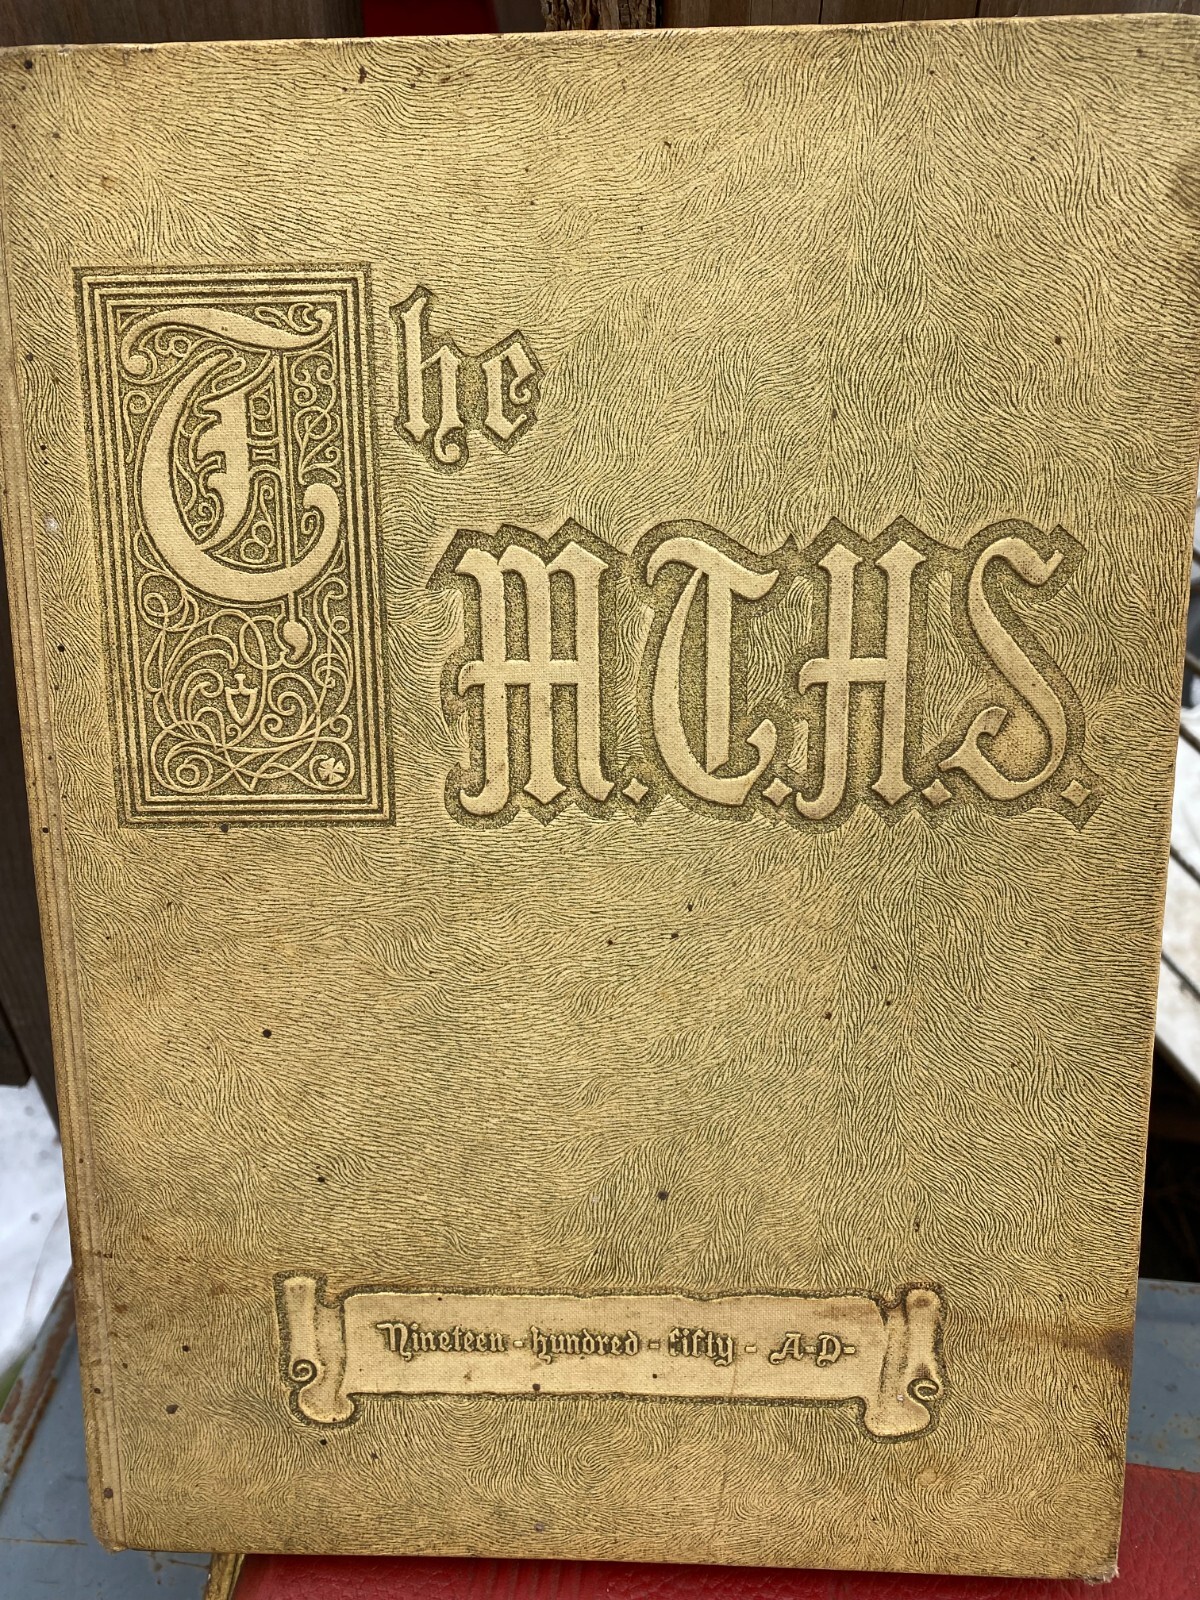 The
M.T.H.S.
Nineteen-hundred-fifty-A-D-